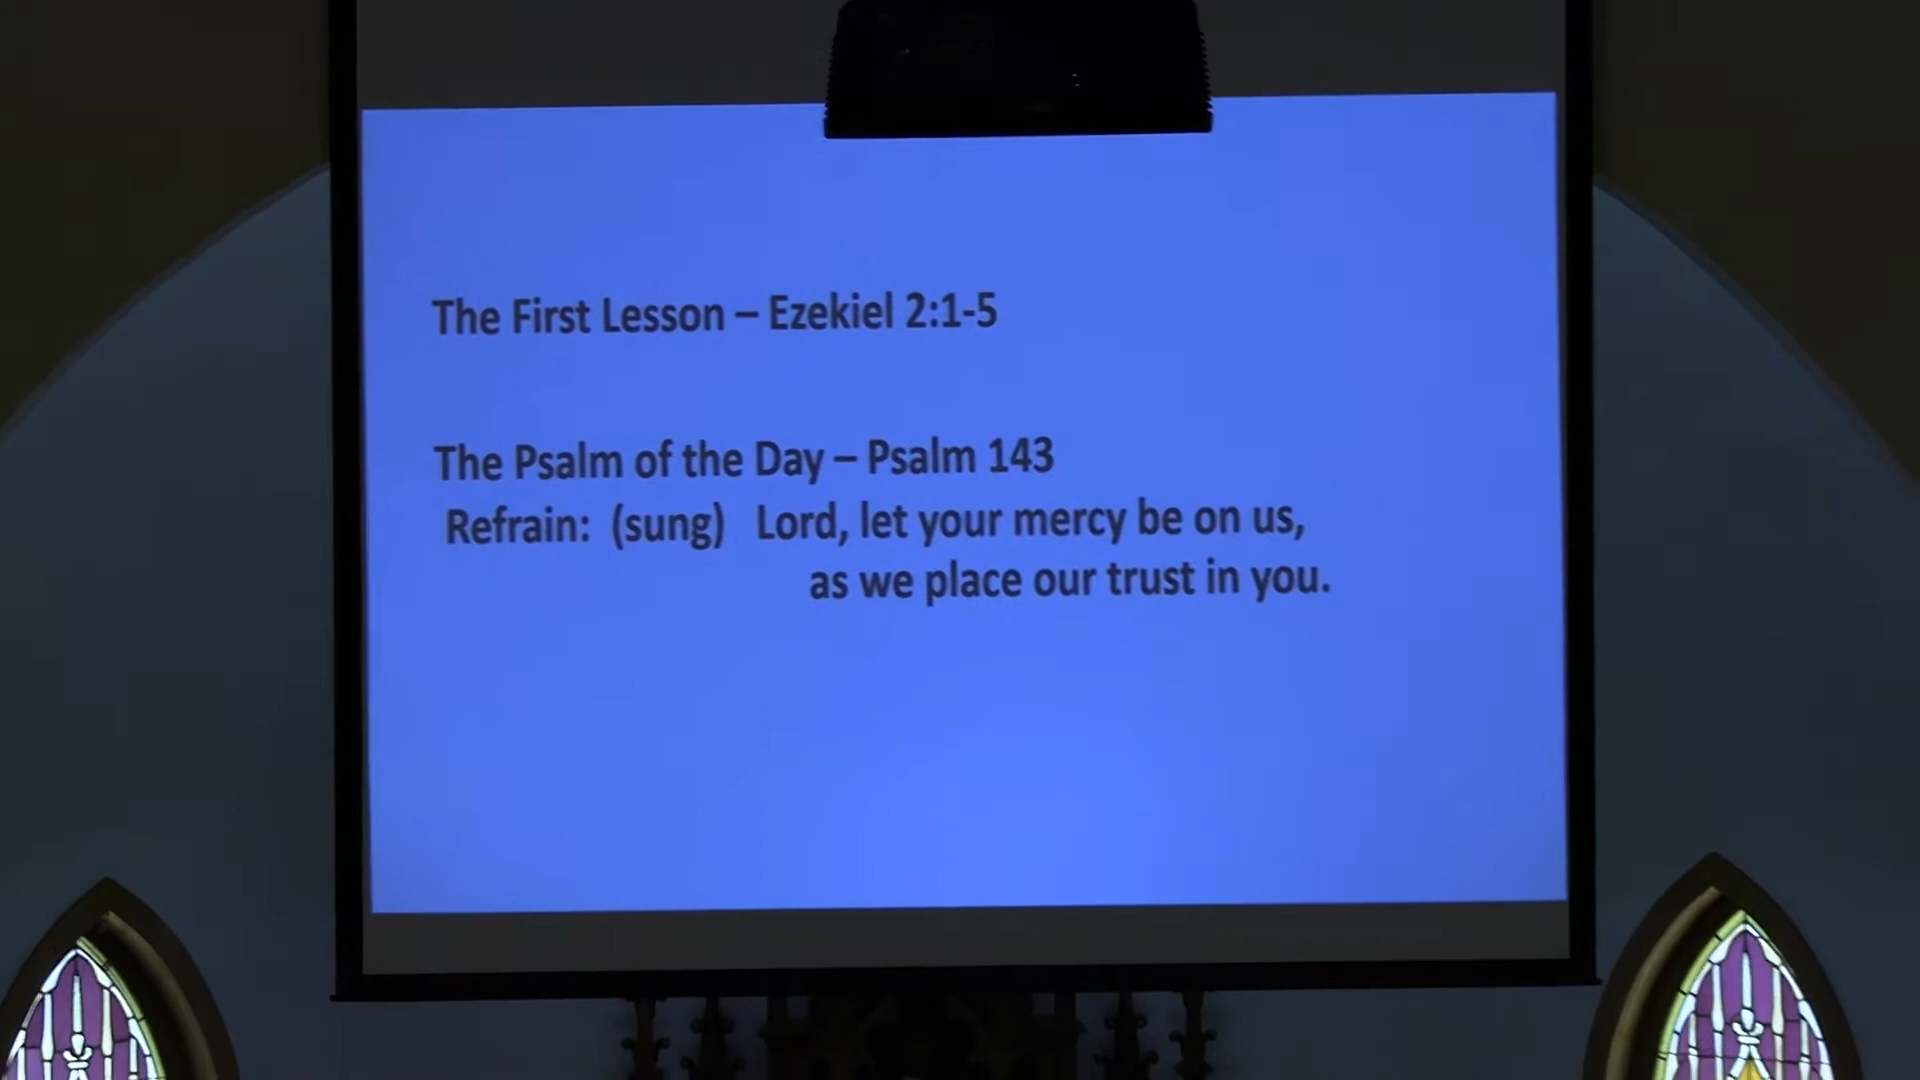 The First Lesson – Ezekiel 2:1-5
The Psalm of the Day – Psalm 143
Refrain: (sung) Lord, let your mercy be on us,
as we place our trust in you.